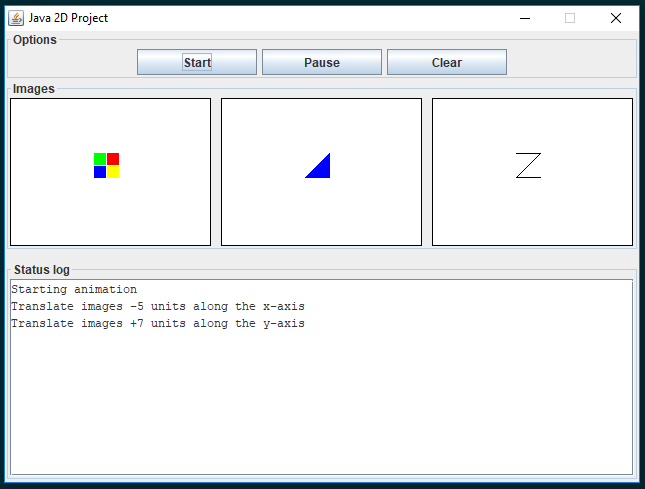 Java 2D Project
Options
Start Pause Clear
Images
Status log
Starting animation
Translate images -5 units along the x-axis
Translate images +7 units along the y-axis